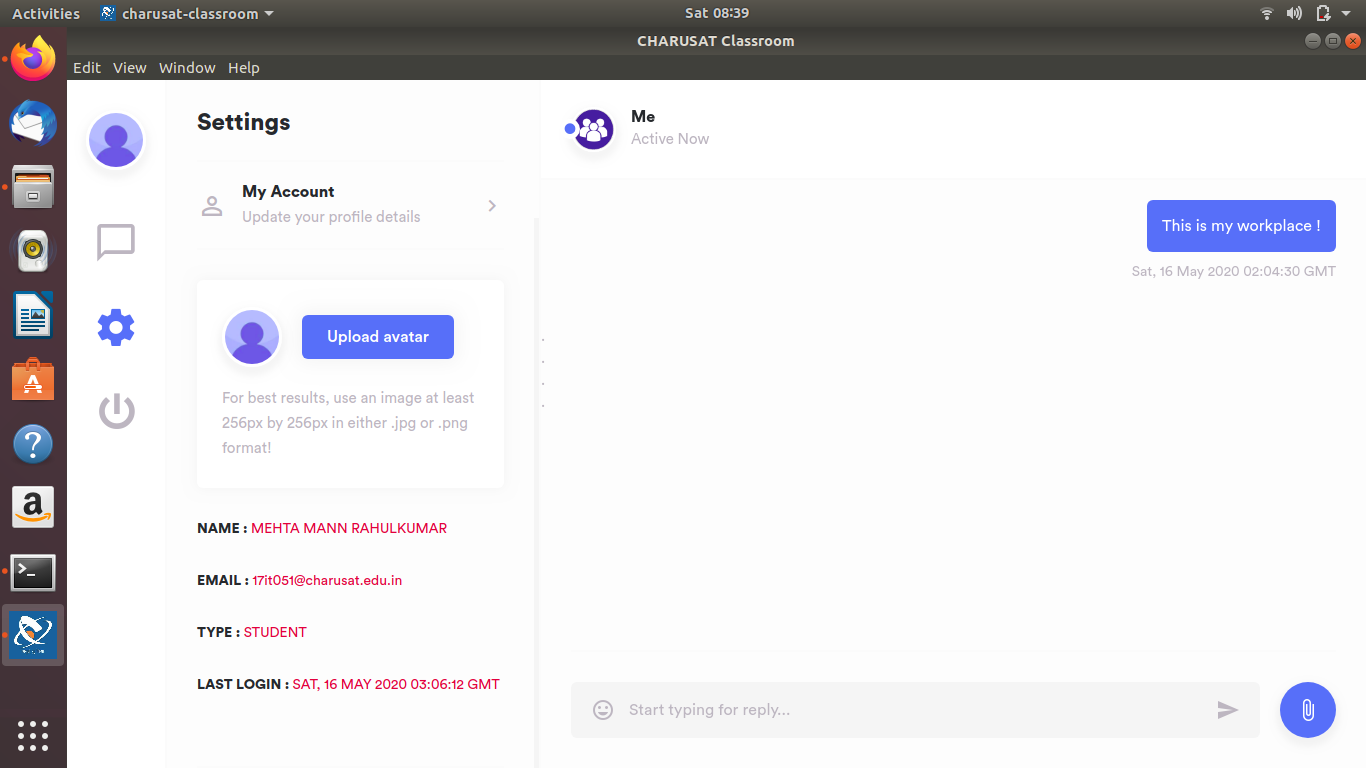 Activities charusat-classroom Sat 08:39
CHARUSAT Classroom
Edit View Window Help
Settings
My Account
Update your profile details
Upload avatar
For best results, use an image at least
256px by 256px in either .jpg or .png
format!
NAME : MEHTA MANN RAHULKUMAR
EMAIL : 17it051@charusat.edu.in
TYPE : STUDENT
LAST LOGIN : SAT, 16 MAY 2020 03:06:12 GMT
Me
Active Now
This is my workplace !
Sat, 16 May 2020 02:04:30 GMT
Start typing for reply...